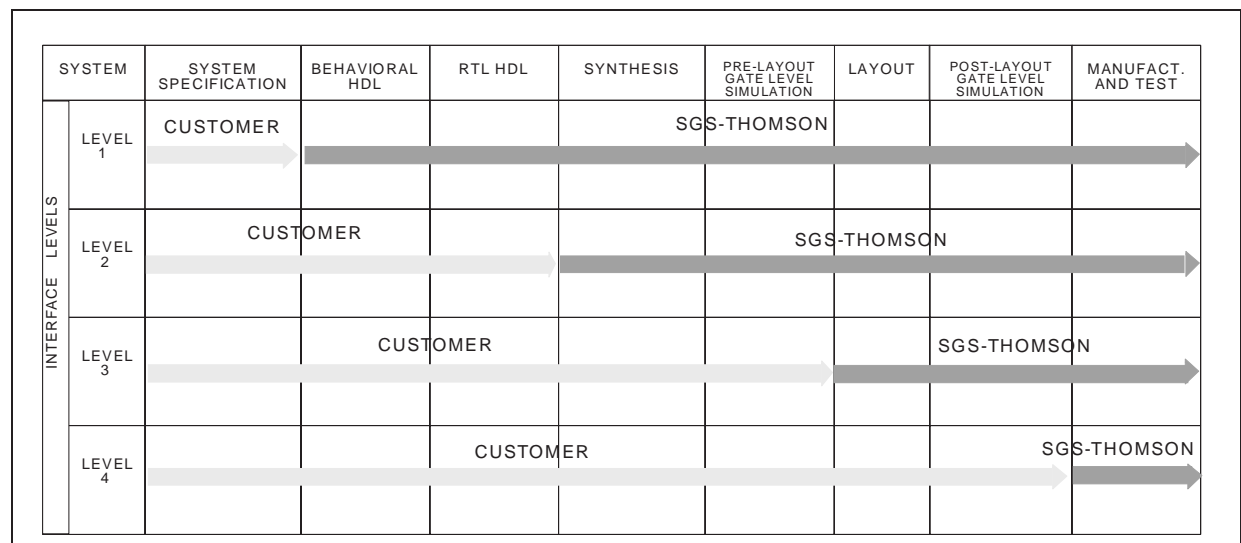 SYSTEM
SYSTEM
SPECIFICATION
BEHAVIORAL
HDL
RTL HDL
SYNTHESIS
PRE-LAYOUT
GATE LEVEL
SIMULATION
LAYOUT
POST-LAYOUT
GATE LEVEL
SIMULATION
MANUFACT.
AND TEST
INTERFACE LEVELS
LEVEL
1
CUSTOMER
SGS-THOMSON
LEVEL
2
CUSTOMER
SGS-THOMSON
LEVEL
3
CUSTOMER
SGS-THOMSON
LEVEL
4
CUSTOMER
SGS-THOMSON